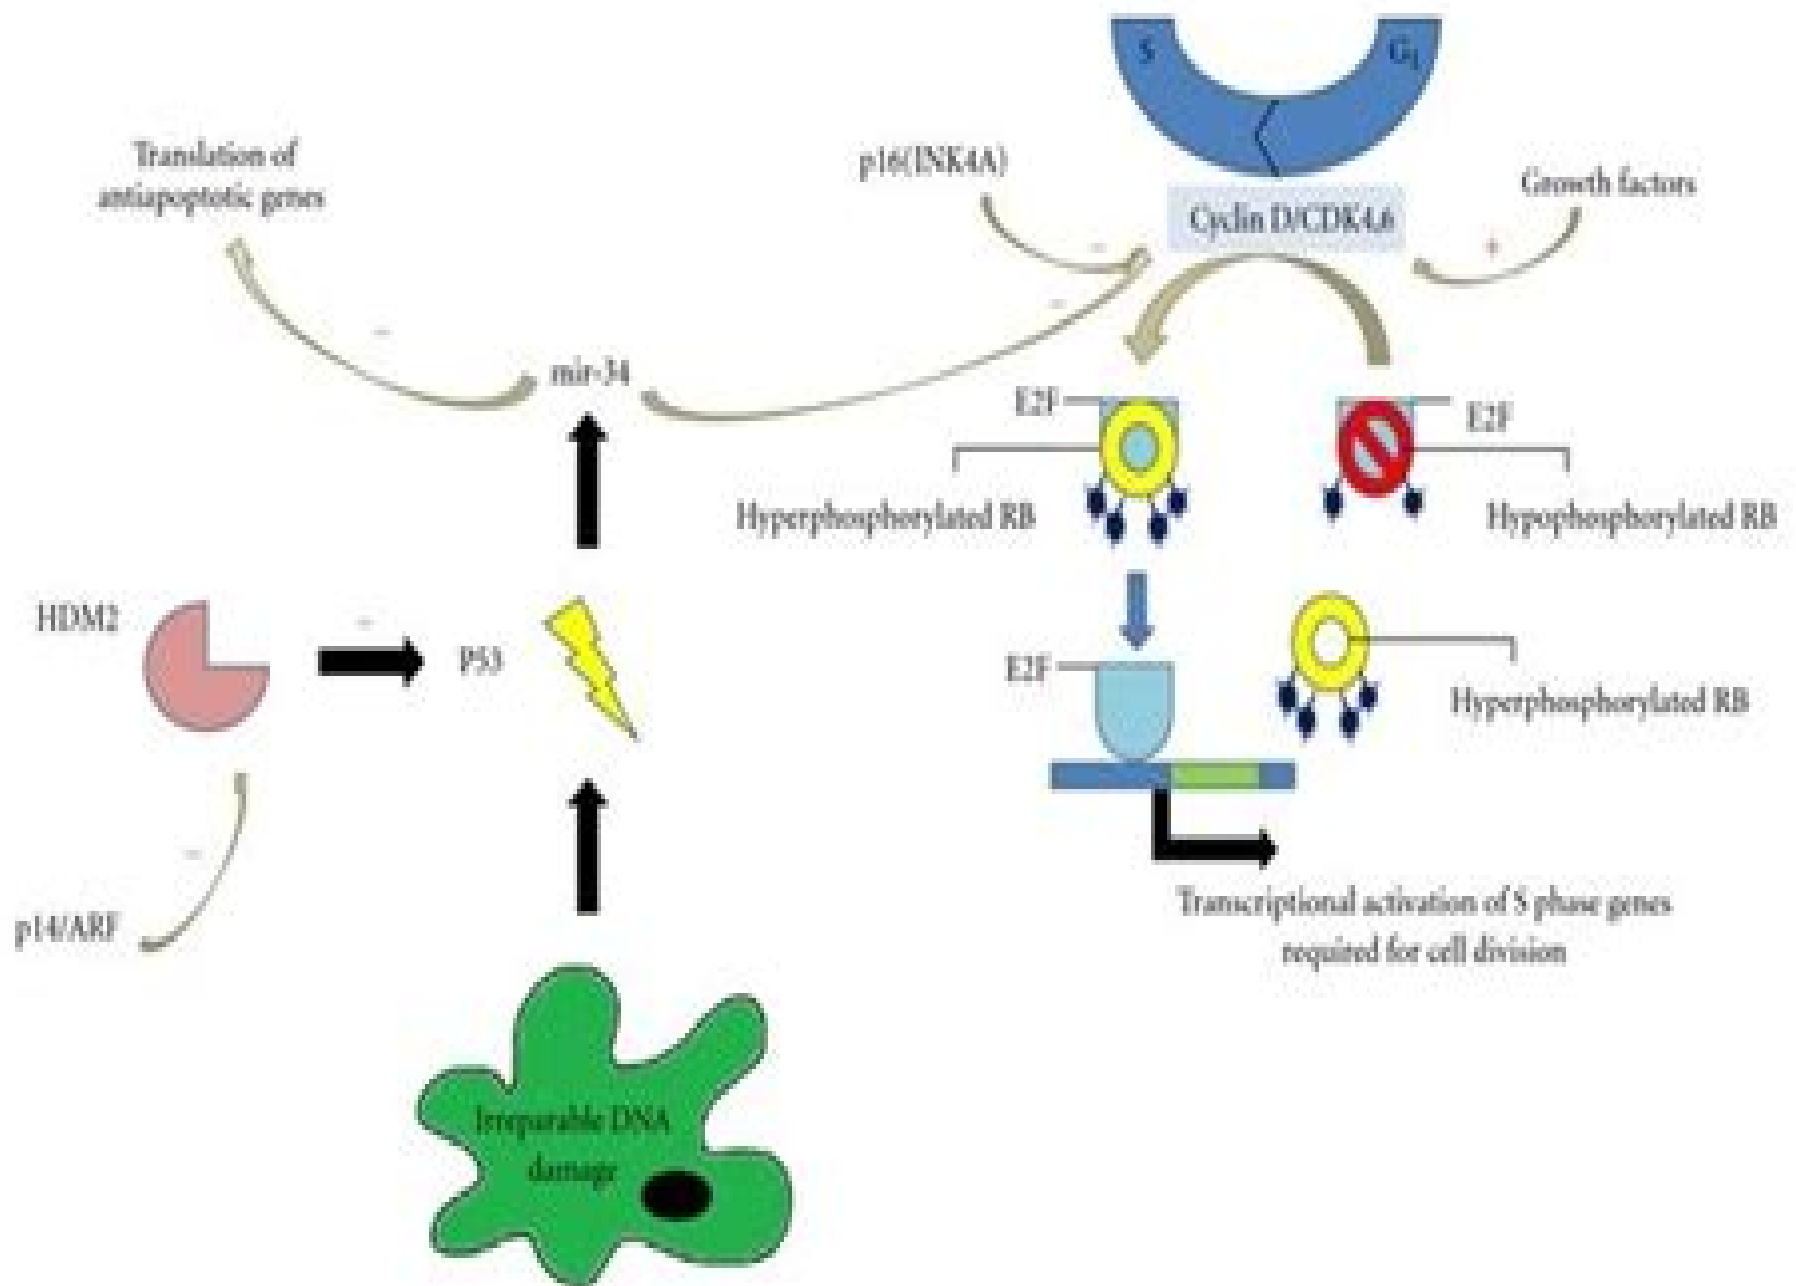 S
G1
Translation of
antiapoptotic genes
p16(INK4A)
Growth factors
Cyclin D/CDK4,6
–
+
–
–
mir-34
E2F
E2F
Hyperphosphorylated RB
Hypophosphorylated RB
HDM2
–
P53
E2F
Hyperphosphorylated RB
–
p14/ARF
Transcriptional activation of S phase genes
required for cell division
Irreparable DNA
damage